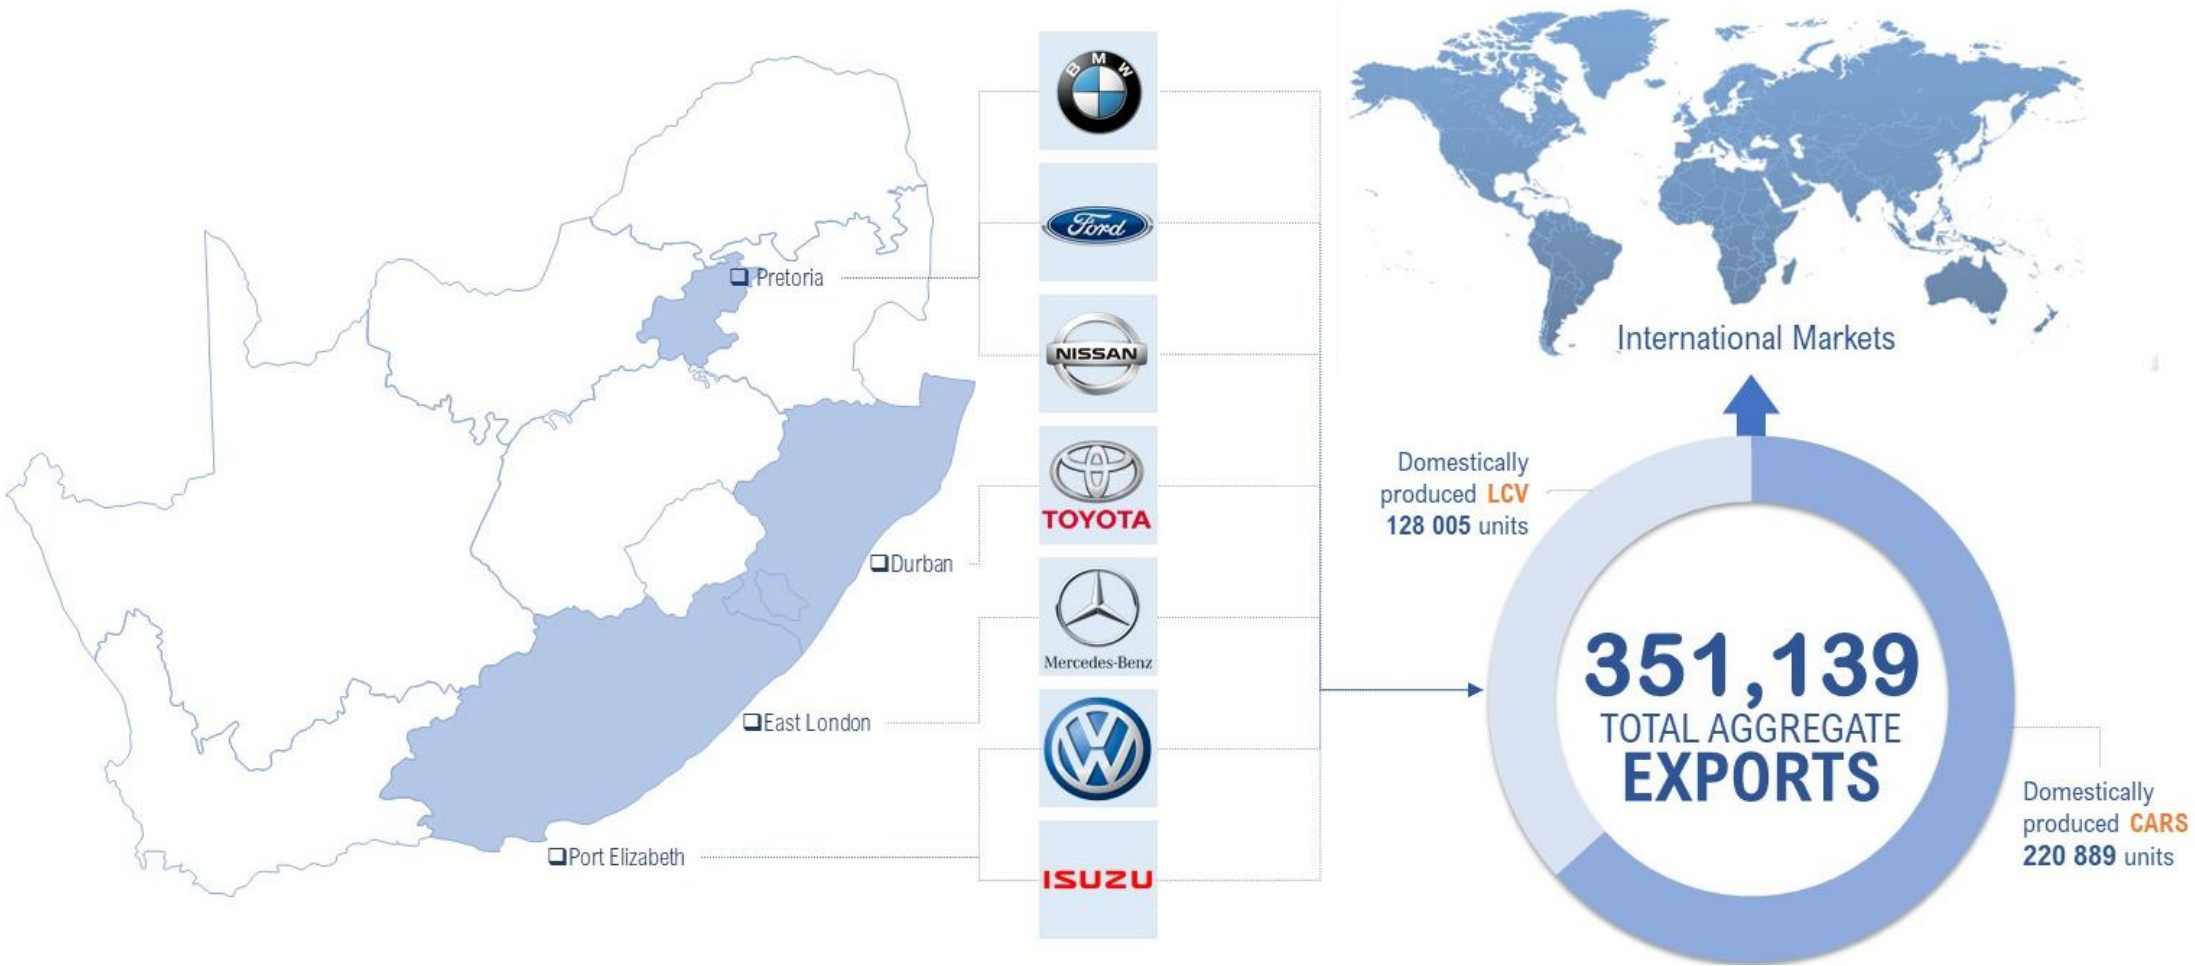 BMW
Ford
Pretoria
NISSAN
TOYOTA
Durban
Mercedes-Benz
East London
Port Elizabeth
ISUZU
International Markets
Domestically
produced LCV
128 005 units
351,139
TOTAL AGGREGATE
EXPORTS
Domestically
produced CARS
220 889 units